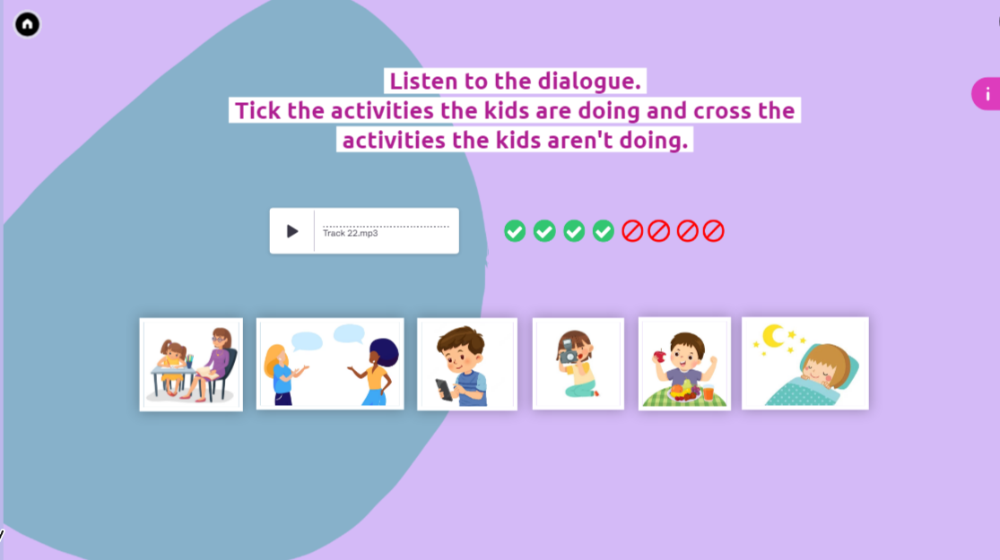 Listen to the dialogue.
Tick the activities the kids are doing and cross the
activities the kids aren't doing.
Track 22.mp3
i